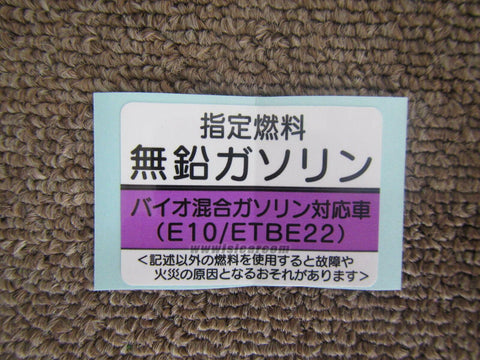 指定燃料
無鉛ガソリン
バイオ混合ガソリン対応車
(E10/ETBE22)
<記述以外の燃料を使用すると故障や
火災の原因となるおそれがあります>